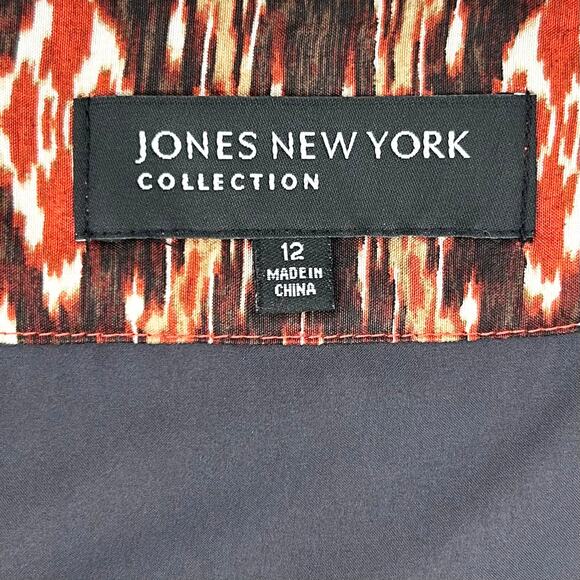 JONES NEW YORK
COLLECTION
12
MADE IN
CHINA